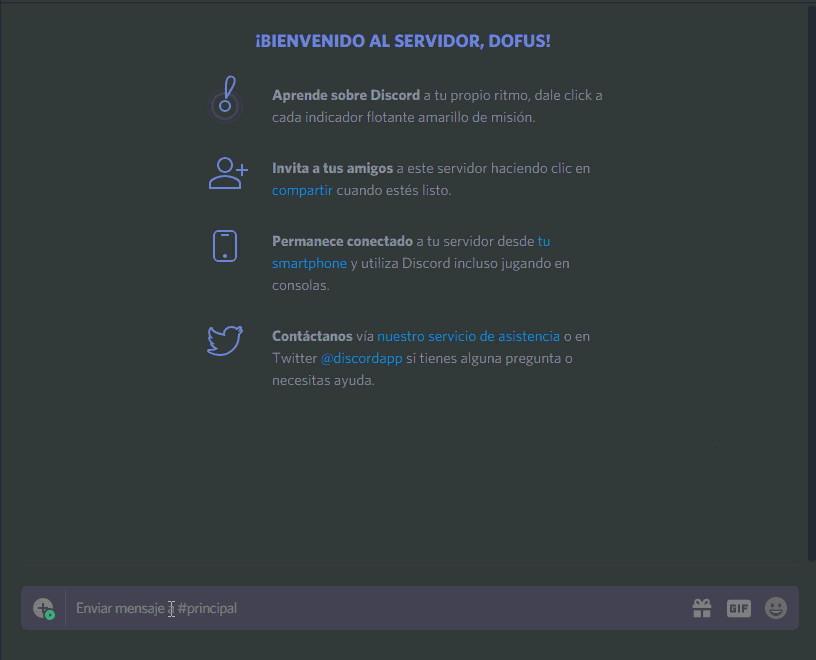 ¡BIENVENIDO AL SERVIDOR, DOFUS!
Aprende sobre Discord a tu propio ritmo, dale click a
cada indicador flotante amarillo de misión.
Invita a tus amigos a este servidor haciendo clic en
compartir cuando estés listo.
Permanece conectado a tu servidor desde tu
smartphone y utiliza Discord incluso jugando en
consolas.
Contáctanos vía nuestro servicio de asistencia o en
Twitter @discordapp si tienes alguna pregunta o
necesitas ayuda.
Enviar mensaje a #principal
GIF